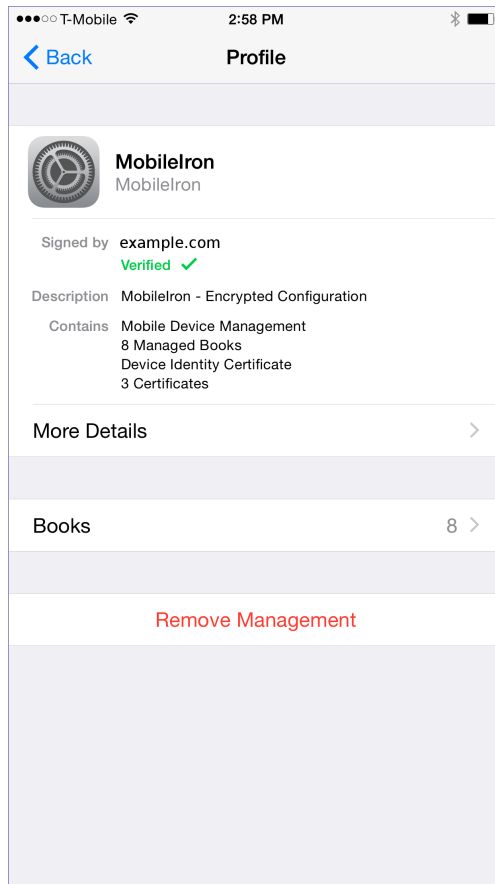 T-Mobile 2:58 PM
Back Profile
MobileIron
MobileIron
Signed by example.com
Verified
Description MobileIron - Encrypted Configuration
Contains Mobile Device Management
8 Managed Books
Device Identity Certificate
3 Certificates
More Details
Books 8
Remove Management